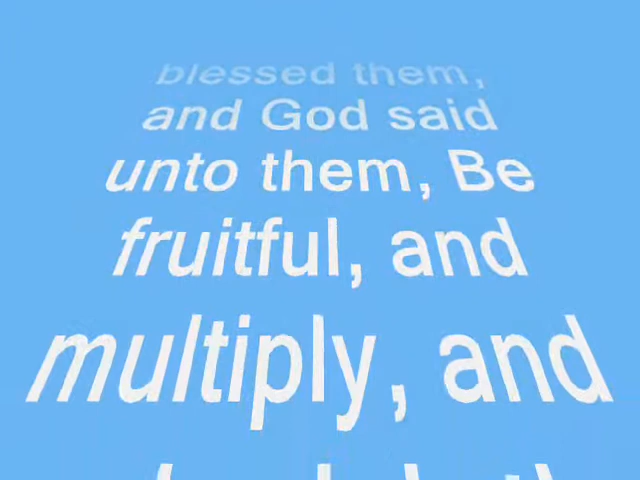 blessed them,
and God said
unto them, Be
fruitful, and
multiply, and